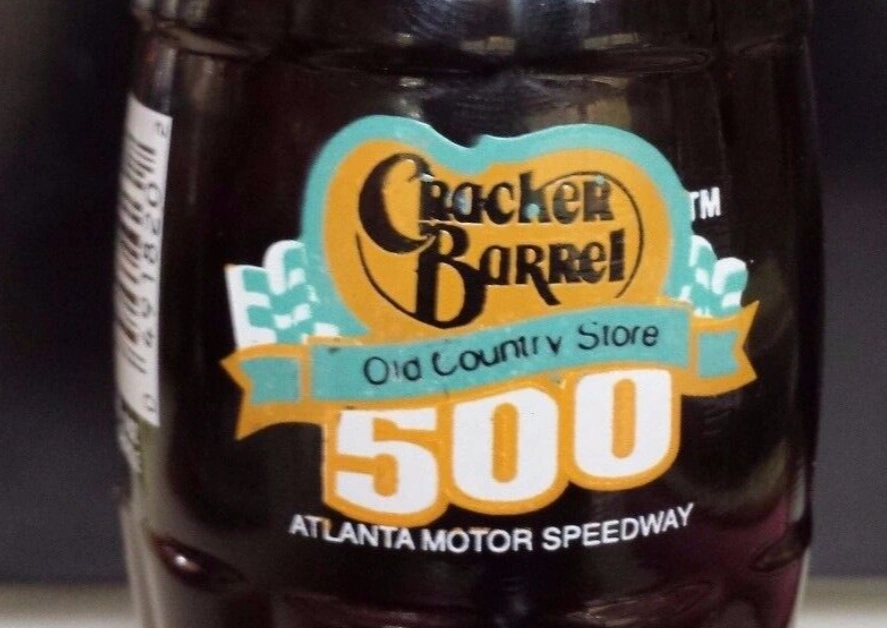 Cracker
Barrel
TM
Old Country Store
500
ATLANTA MOTOR SPEEDWAY